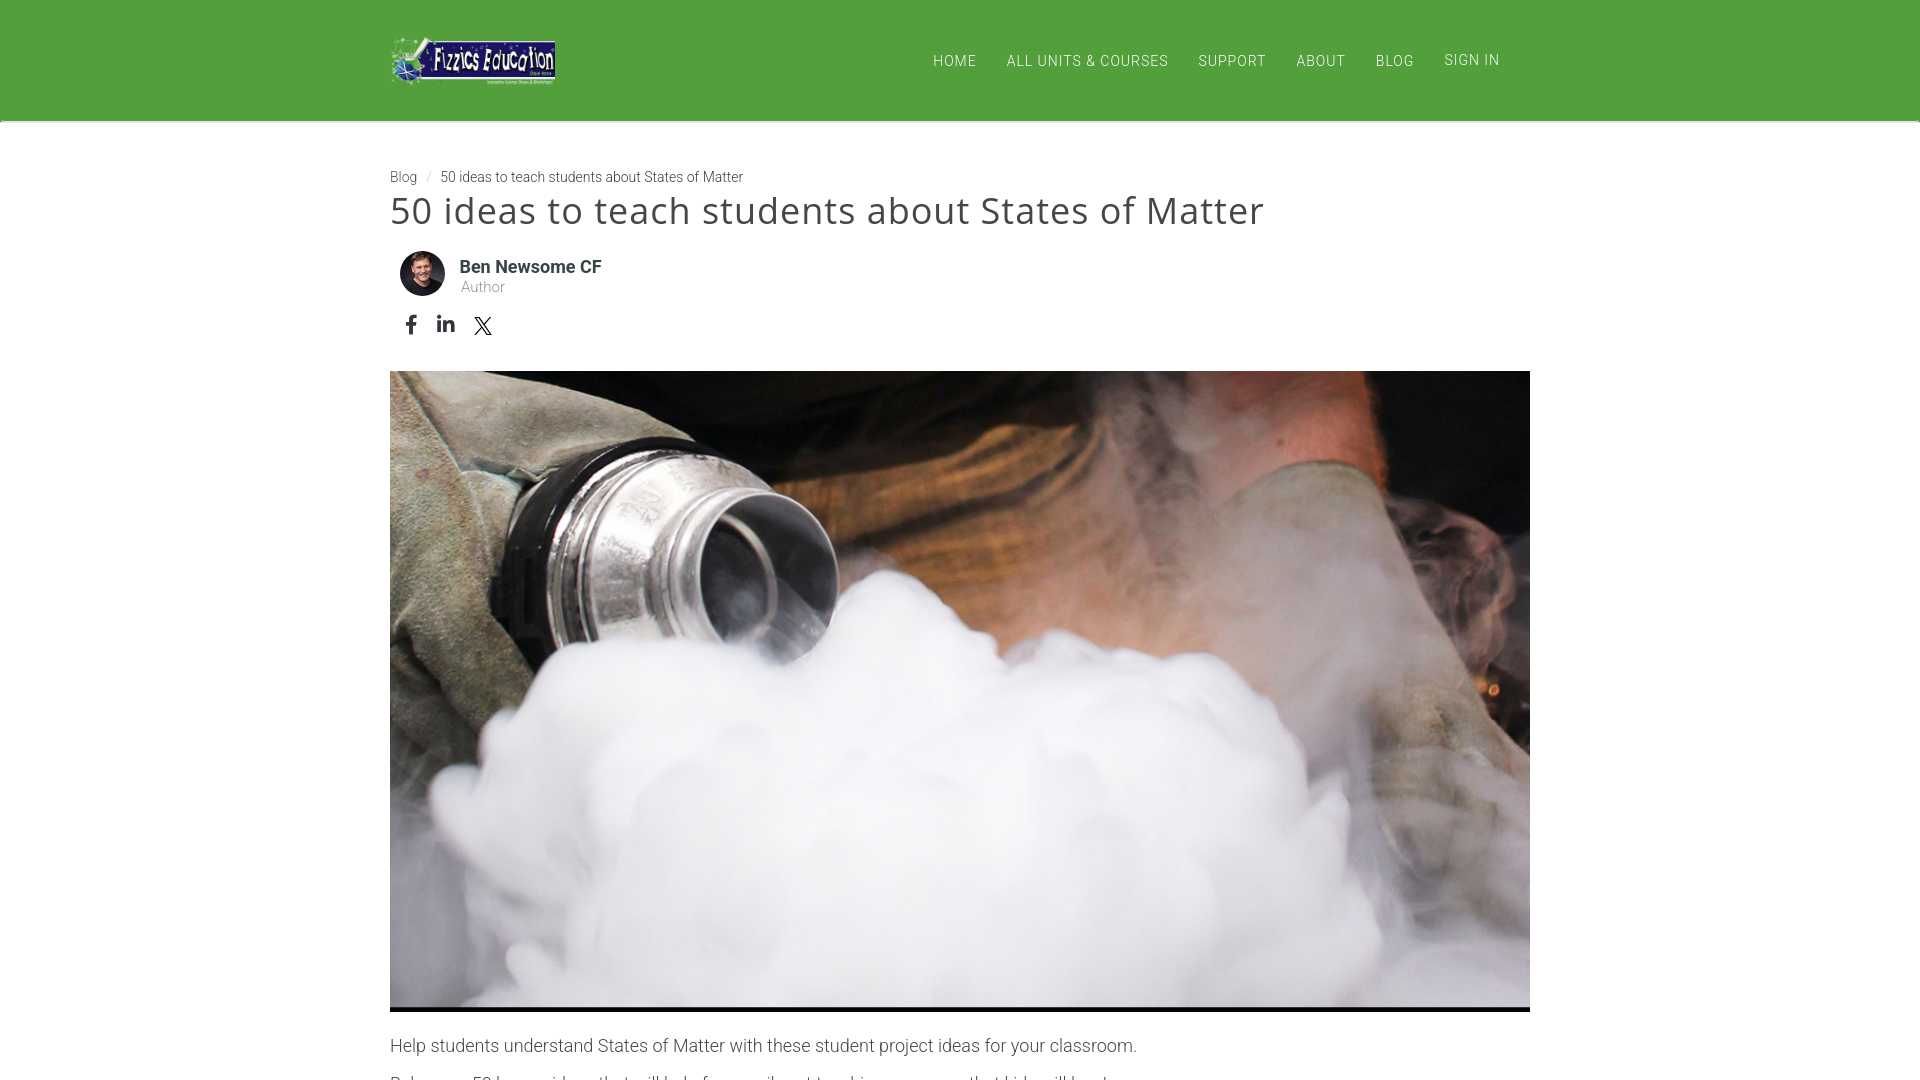 Fizzics Education
HOME
ALL UNITS & COURSES
SUPPORT
ABOUT
BLOG
SIGN IN
Blog / 50 ideas to teach students about States of Matter
50 ideas to teach students about States of Matter
Ben Newsome CF
Author
Help students understand States of Matter with these student project ideas for your classroom.